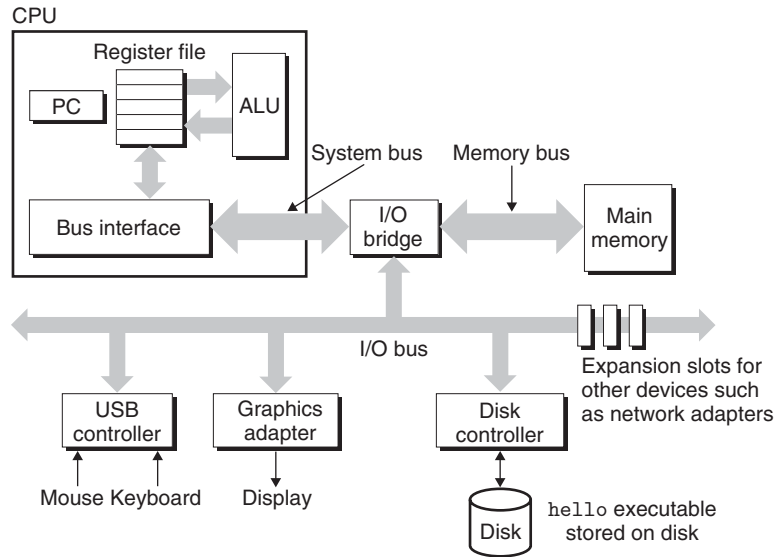 CPU
Register file
PC
ALU
System bus
Memory bus
Bus interface
I/O
bridge
Main
memory
I/O bus
Expansion slots for
other devices such
as network adapters
USB
controller
Graphics
adapter
Disk
controller
Mouse Keyboard
Display
Disk
hello executable
stored on disk